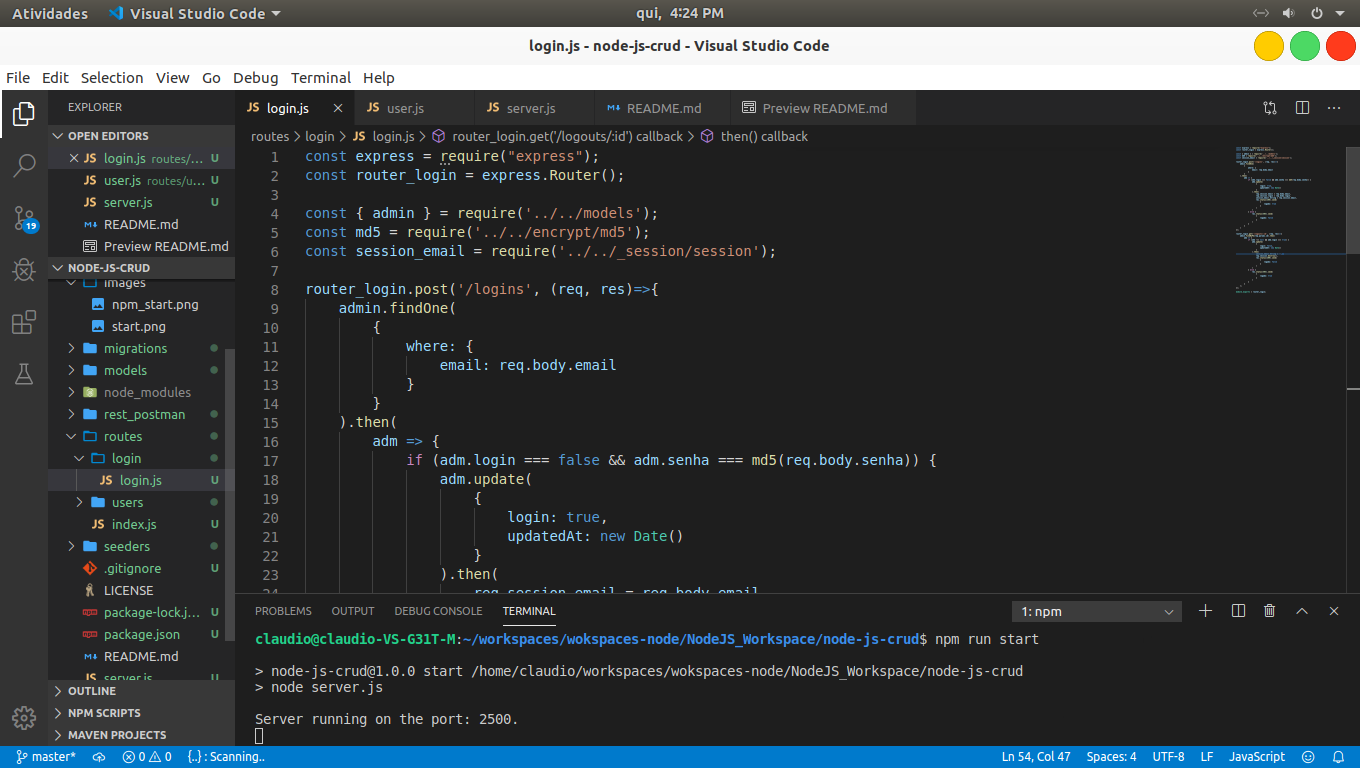 Atividades Visual Studio Code qui, 4:24 PM
login.js - node-js-crud - Visual Studio Code
File Edit Selection View Go Debug Terminal Help
EXPLORER
OPEN EDITORS
JS login.js routes/... U
JS user.js routes/u... U
JS server.js U
README.md
Preview README.md
NODE-JS-CRUD
images
npm_start.png
start.png
migrations
models
node_modules
rest_postman
routes
login
JS login.js U
users
JS index.js U
seeders
.gitignore U
LICENSE
package-lock.j... U
package.json U
README.md
server.js U
OUTLINE
NPM SCRIPTS
MAVEN PROJECTS
19
JS login.js JS user.js JS server.js README.md Preview README.md
routes > login > JS login.js > router_login.get('/logouts/:id') callback > then() callback
1 const express = require("express");
2 const router_login = express.Router();
3
4 const { admin } = require('../../models');
5 const md5 = require('../../encrypt/md5');
6 const session_email = require('../../_session/session');
7
8 router_login.post('/logins', (req, res)=>{
9 admin.findOne(
10 {
11 where: {
12 email: req.body.email
13 }
14 }
15 ).then(
16 adm => {
17 if (adm.login === false && adm.senha === md5(req.body.senha)) {
18 adm.update(
19 {
20 login: true,
21 updatedAt: new Date()
22 }
23 ).then(
24 req.session.email = req.body.email
PROBLEMS OUTPUT DEBUG CONSOLE TERMINAL 1: npm
claudio@claudio-VS-G31T-M:~/workspaces/wokspaces-node/NodeJS_Workspace/node-js-crud$ npm run start
> node-js-crud@1.0.0 start /home/claudio/workspaces/wokspaces-node/NodeJS_Workspace/node-js-crud
> node server.js
Server running on the port: 2500.
master* 0 0 {..} : Scanning.. Ln 54, Col 47 Spaces: 4 UTF-8 LF JavaScript